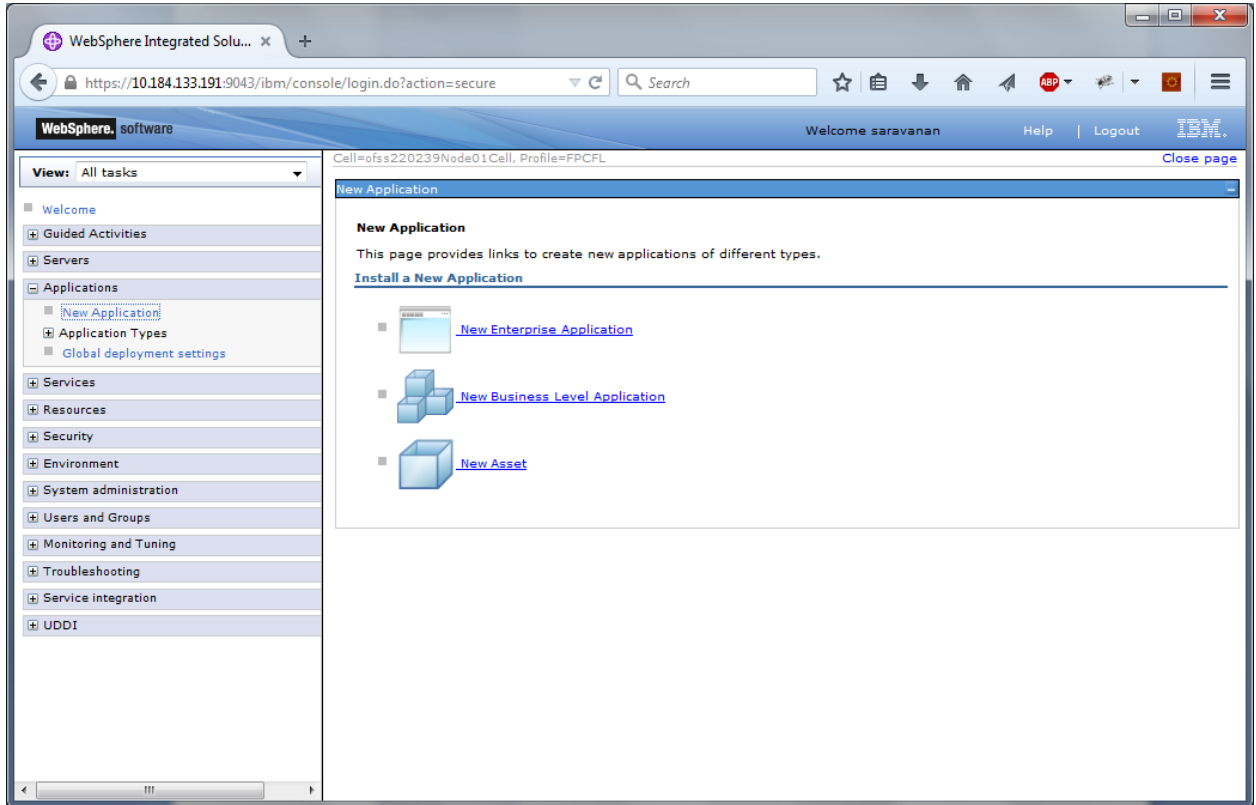 WebSphere Integrated Solu...
https://10.184.133.191:9043/ibm/console/login.do?action=secure
Search
ABP
WebSphere. software
Welcome saravanan
Help | Logout
IBM.
View: All tasks
Welcome
Guided Activities
Servers
Applications
New Application
Application Types
Global deployment settings
Services
Resources
Security
Environment
System administration
Users and Groups
Monitoring and Tuning
Troubleshooting
Service integration
UDDI
Cell=ofss220239Node01Cell, Profile=FPCFL
Close page
New Application
New Application
This page provides links to create new applications of different types.
Install a New Application
New Enterprise Application
New Business Level Application
New Asset